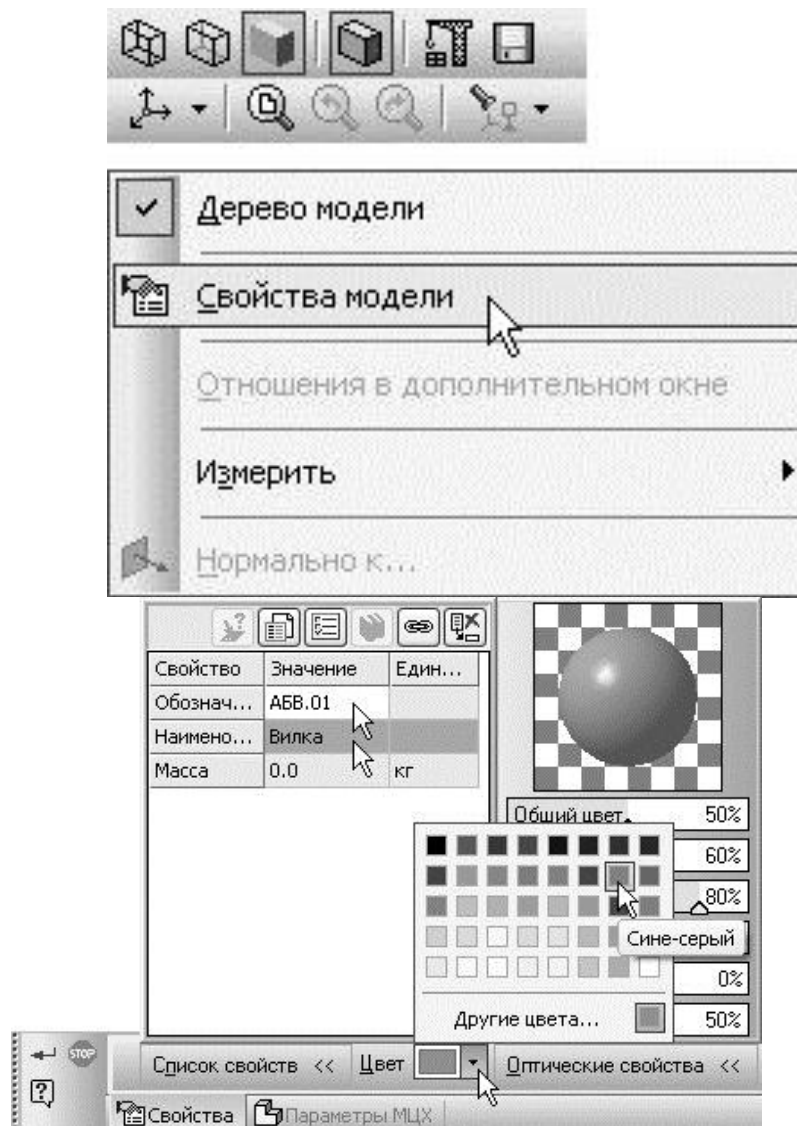 Дерево модели
Свойства модели
Отношения в дополнительном окне
Измерить
Нормально к...
Свойство Значение Един...
Обознач... АБВ.01
Наимено... Вилка
Масса 0.0 кг
Общий цвет 50%
60%
80%
Сине-серый
0%
Другие цвета... 50%
Список свойств << Цвет Оптические свойства <<
STOP
Свойства Параметры МЦХ